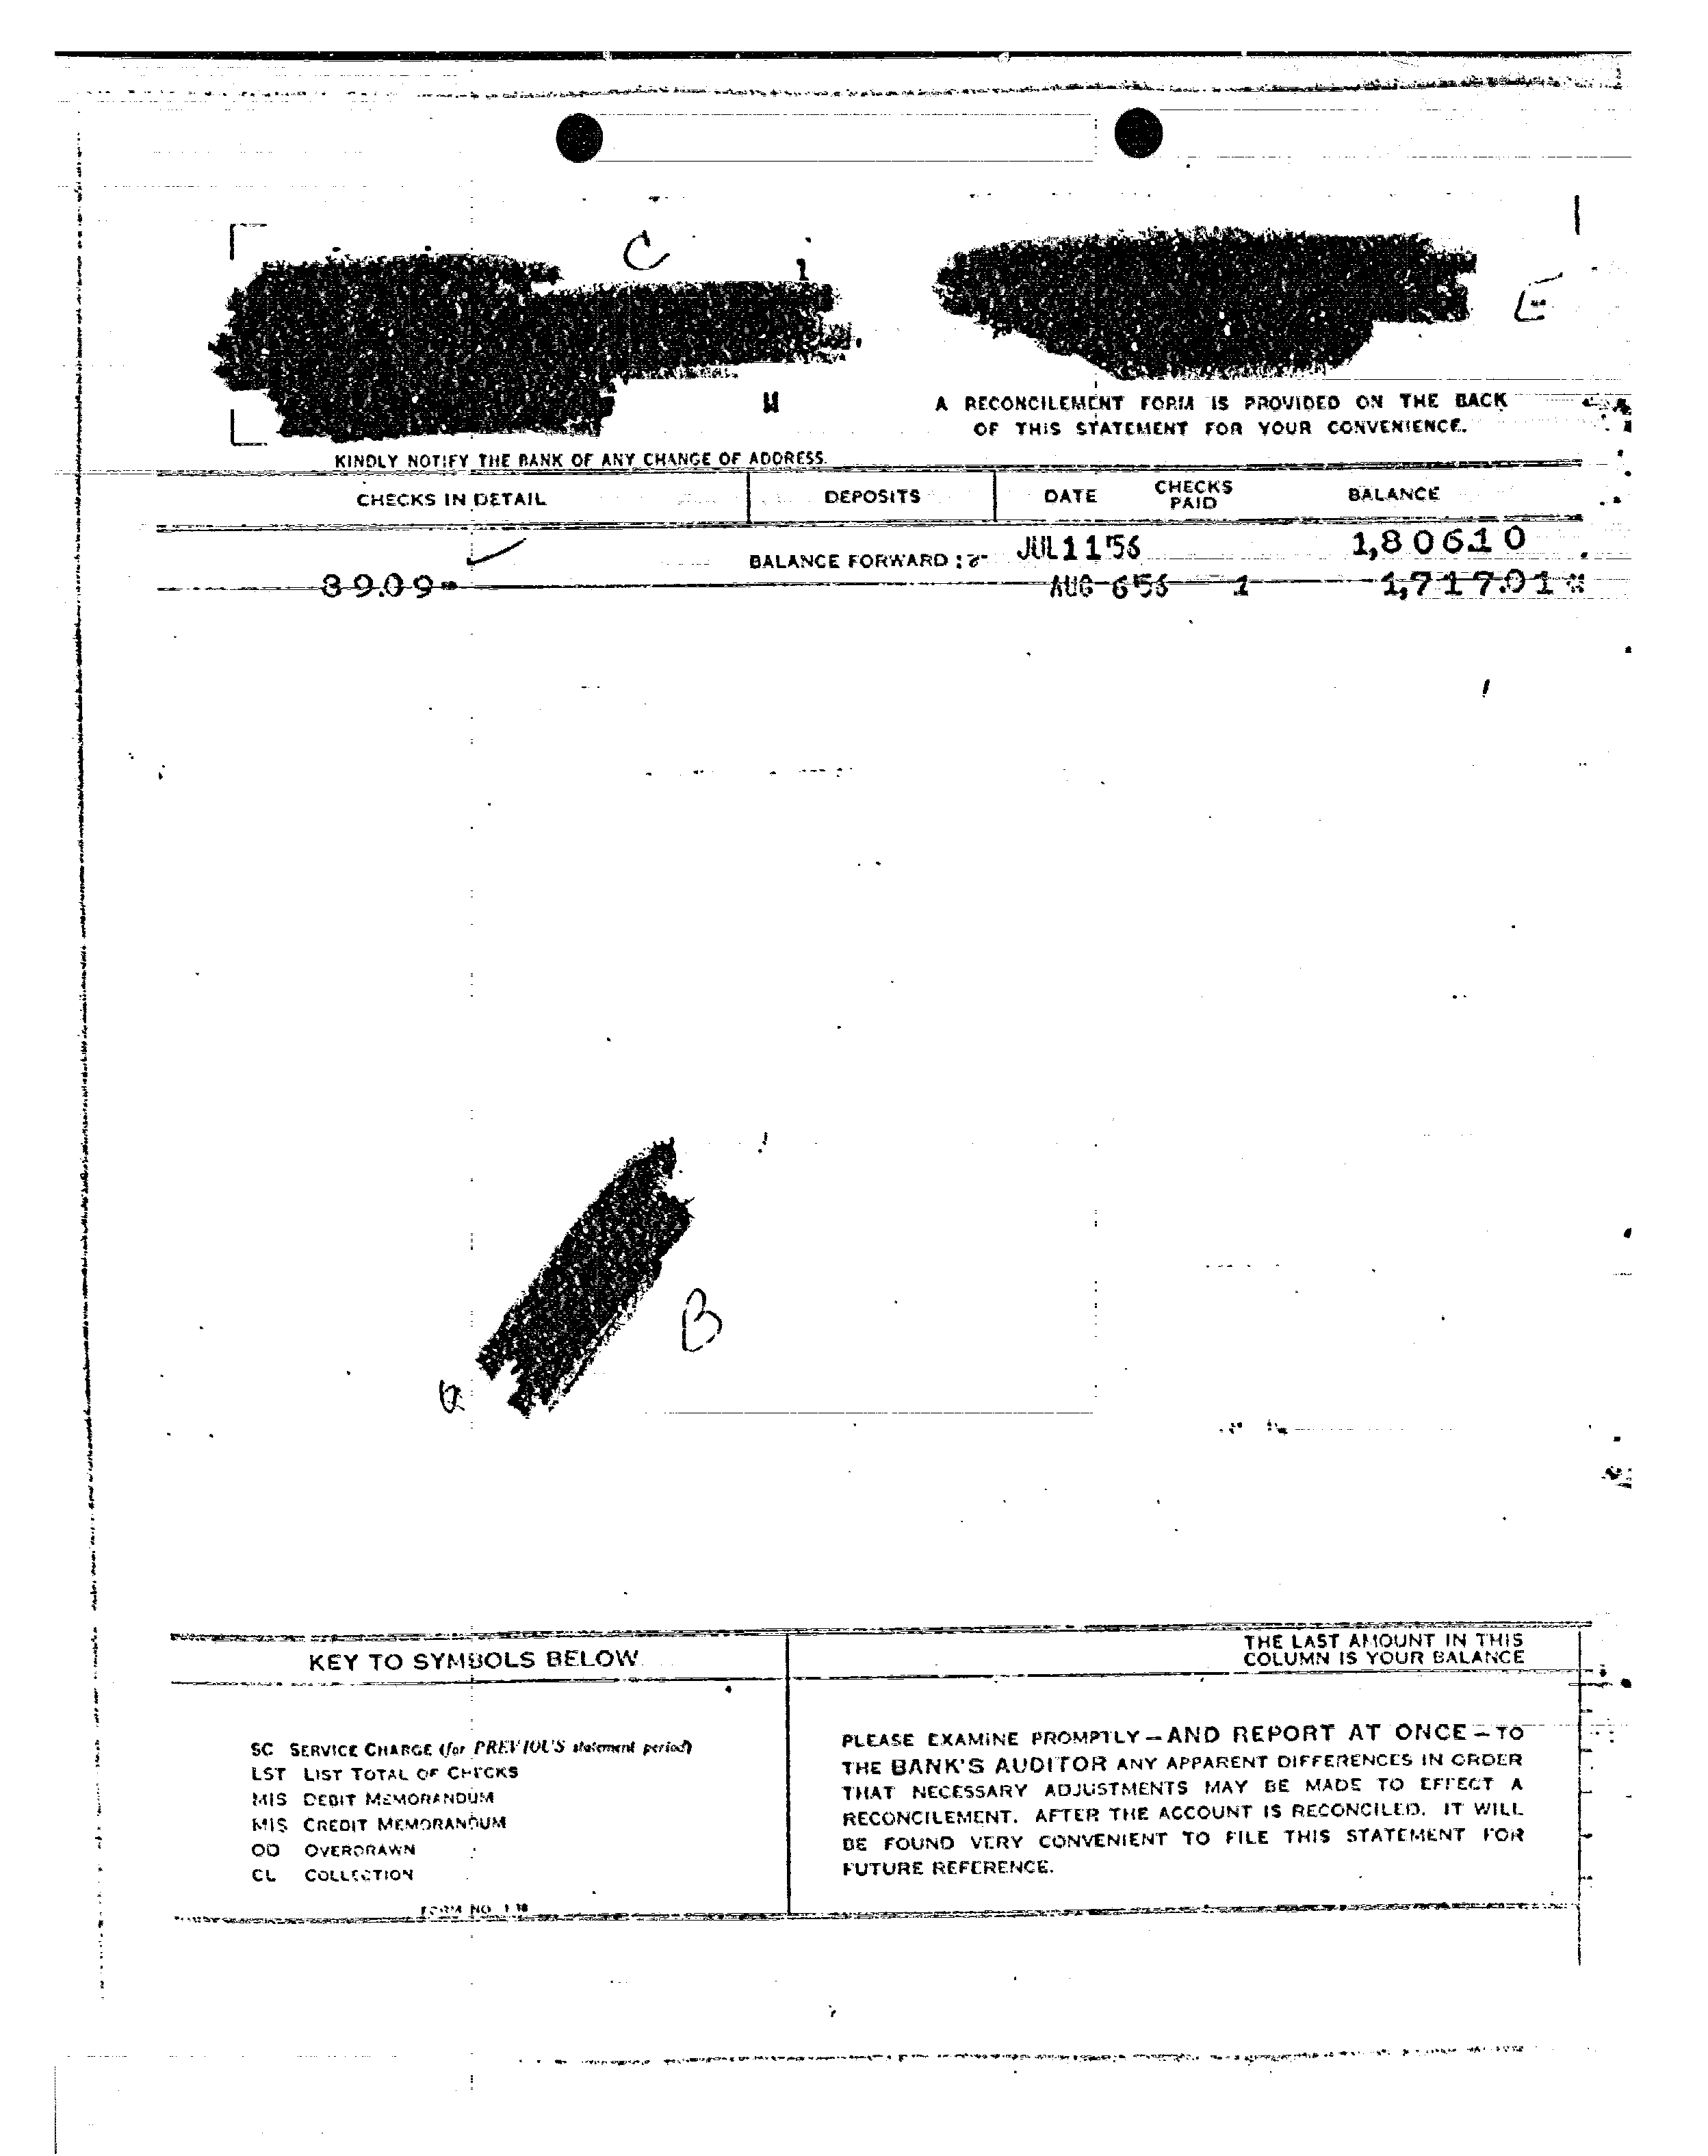 C
1
E
M
A RECONCILEMENT FORM IS PROVIDED ON THE BACK
OF THIS STATEMENT FOR YOUR CONVENIENCE.
KINDLY NOTIFY THE BANK OF ANY CHANGE OF ADDRESS.
CHECKS IN DETAIL DEPOSITS DATE CHECKS PAID BALANCE
BALANCE FORWARD JUL 11 '56 1,806.10
89.09 AUG 6 '56 1 1,717.01
B
KEY TO SYMBOLS BELOW
THE LAST AMOUNT IN THIS
COLUMN IS YOUR BALANCE
SC SERVICE CHARGE (for PREVIOUS statement period)
LST LIST TOTAL OF CHECKS
MIS DEBIT MEMORANDUM
MIS CREDIT MEMORANDUM
OD OVERDRAWN
CL COLLECTION
FORM NO.
PLEASE EXAMINE PROMPTLY — AND REPORT AT ONCE — TO
THE BANK'S AUDITOR ANY APPARENT DIFFERENCES IN ORDER
THAT NECESSARY ADJUSTMENTS MAY BE MADE TO EFFECT A
RECONCILEMENT. AFTER THE ACCOUNT IS RECONCILED, IT WILL
BE FOUND VERY CONVENIENT TO FILE THIS STATEMENT FOR
FUTURE REFERENCE.